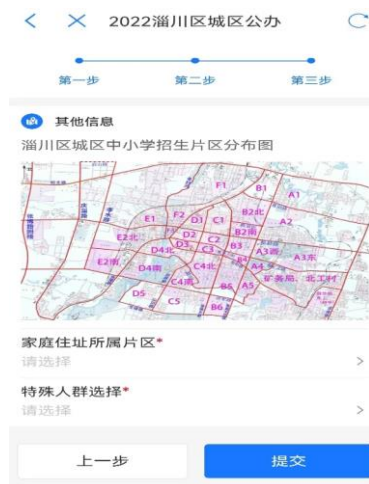 2022淄川区城区公办
第一步
第二步
第三步
其他信息
淄川区城区中小学招生片区分布图
F1
B1
A1
E1
F2
D1
C3
B2北
A2
E2北
D2
C2
B2南
D3
C3
B3
A3西
A3东
D4北
E2南
D4南
C4北
B4
A4
矿务局、北工村
C4南
B5
A5
D5
C5
B6
家庭住址所属片区*
请选择
特殊人群选择*
请选择
上一步
提交